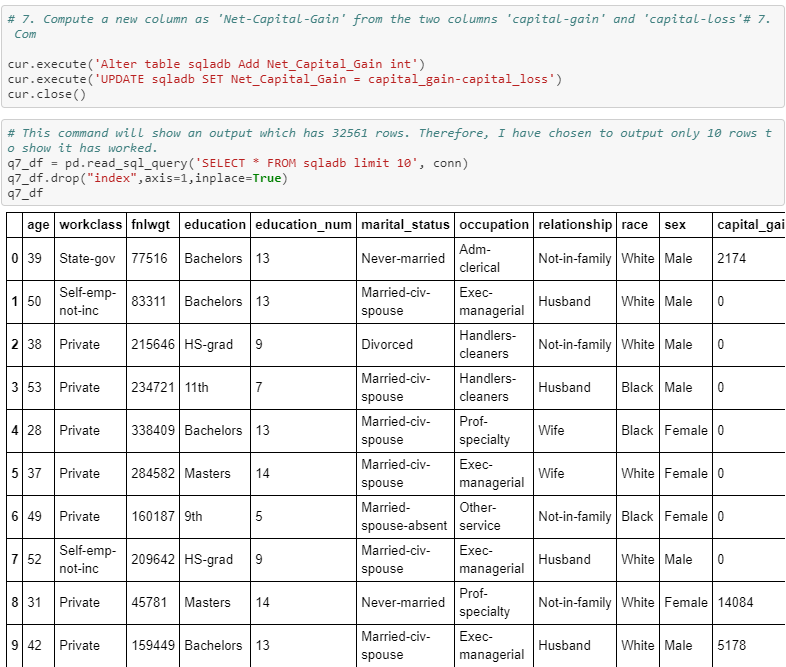 # 7. Compute a new column as 'Net-Capital-Gain' from the two columns 'capital-gain' and 'capital-loss'# 7.
Com
cur.execute('Alter table sqladb Add Net_Capital_Gain int')
cur.execute('UPDATE sqladb SET Net_Capital_Gain = capital_gain-capital_loss')
cur.close()
# This command will show an output which has 32561 rows. Therefore, I have chosen to output only 10 rows t
o show it has worked.
q7_df = pd.read_sql_query('SELECT * FROM sqladb limit 10', conn)
q7_df.drop("index",axis=1,inplace=True)
q7_df
age workclass fnlwgt education education_num marital_status occupation relationship race sex capital_gai
0 39 State-gov 77516 Bachelors 13 Never-married Adm-
clerical Not-in-family White Male 2174
1 50 Self-emp-
not-inc 83311 Bachelors 13 Married-civ-
spouse Exec-
managerial Husband White Male 0
2 38 Private 215646 HS-grad 9 Divorced Handlers-
cleaners Not-in-family White Male 0
3 53 Private 234721 11th 7 Married-civ-
spouse Handlers-
cleaners Husband Black Male 0
4 28 Private 338409 Bachelors 13 Married-civ-
spouse Prof-
specialty Wife Black Female 0
5 37 Private 284582 Masters 14 Married-civ-
spouse Exec-
managerial Wife White Female 0
6 49 Private 160187 9th 5 Married-
spouse-absent Other-
service Not-in-family Black Female 0
7 52 Self-emp-
not-inc 209642 HS-grad 9 Married-civ-
spouse Exec-
managerial Husband White Male 0
8 31 Private 45781 Masters 14 Never-married Prof-
specialty Not-in-family White Female 14084
9 42 Private 159449 Bachelors 13 Married-civ-
spouse Exec-
managerial Husband White Male 5178